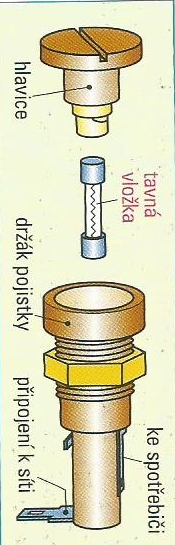 hlavice
tavná
vložka
držák pojistky
ke spotřebiči
připojení k síti